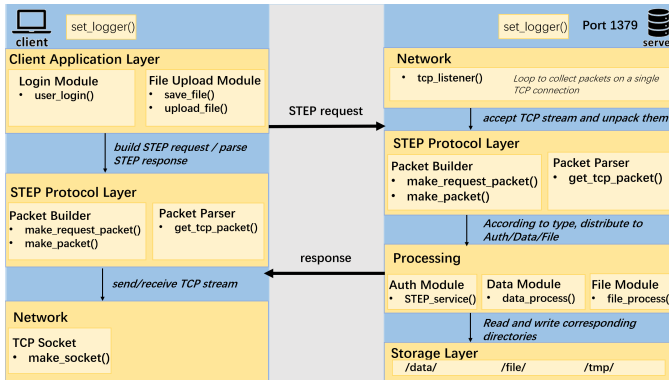 client
set_logger()
Client Application Layer
Login Module
• user_login()
File Upload Module
• save_file()
• upload_file()
build STEP request / parse
STEP response
STEP Protocol Layer
Packet Builder
• make_request_packet()
• make_packet()
Packet Parser
• get_tcp_packet()
send/receive TCP stream
Network
TCP Socket
• make_socket()
STEP request
response
set_logger()
Port 1379
serve
Network
• tcp_listener()
Loop to collect packets on a single
TCP connection
accept TCP stream and unpack them
STEP Protocol Layer
Packet Builder
• make_request_packet()
• make_packet()
Packet Parser
• get_tcp_packet()
According to type, distribute to
Auth/Data/File
Processing
Auth Module
• STEP_service()
Data Module
• data_process()
File Module
• file_process()
Read and write corresponding
directories
Storage Layer
/data/ /file/ /tmp/